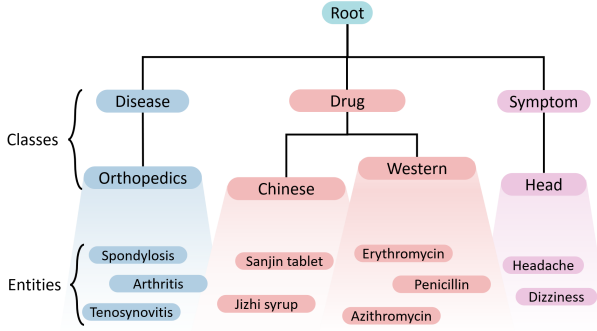 Root
Disease
Drug
Symptom
Classes
Orthopedics
Chinese
Western
Head
Entities
Spondylosis
Arthritis
Tenosynovitis
Sanjin tablet
Jizhi syrup
Erythromycin
Penicillin
Azithromycin
Headache
Dizziness